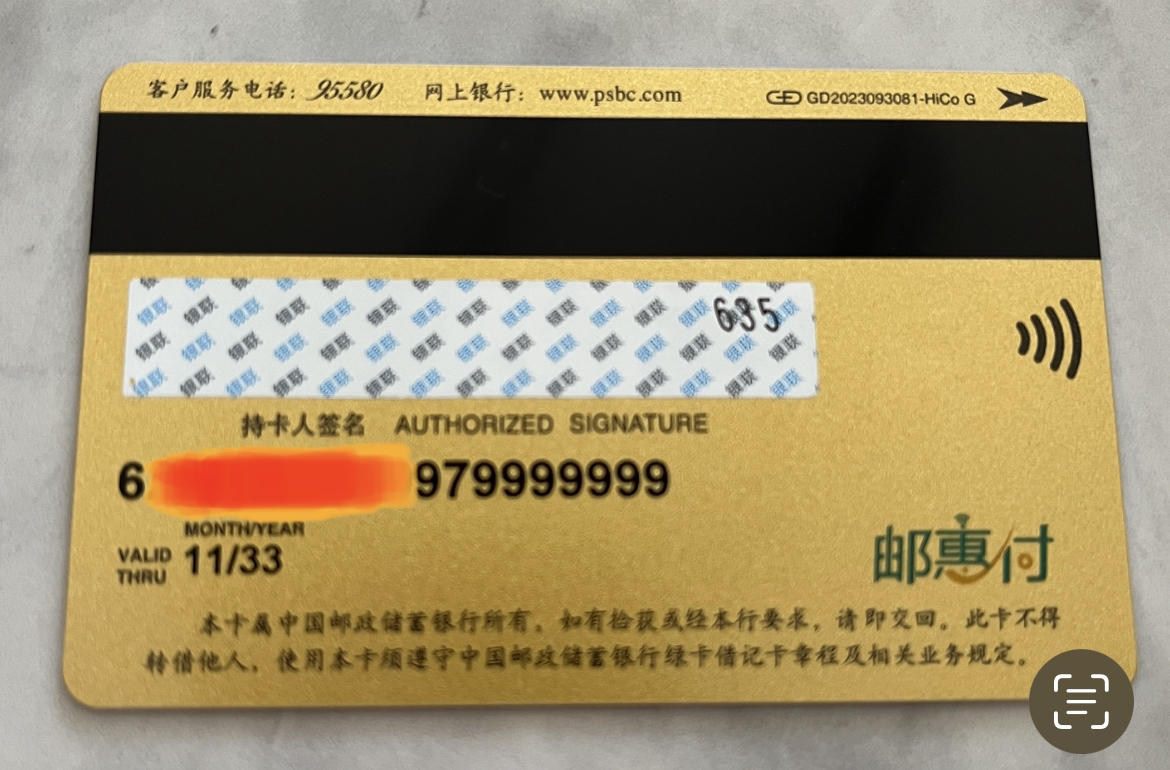 客户服务电话：95580 网上银行：www.psbc.com GD2023093081-HiCo G
银联
635
持卡人签名 AUTHORIZED SIGNATURE
6 979999999999
MONTH/YEAR
VALID THRU 11/33
邮惠付
本卡属中国邮政储蓄银行所有。如有拾获或经本行要求，请即交回。此卡不得
转借他人，使用本卡须遵守中国邮政储蓄银行绿卡借记卡章程及相关业务规定。